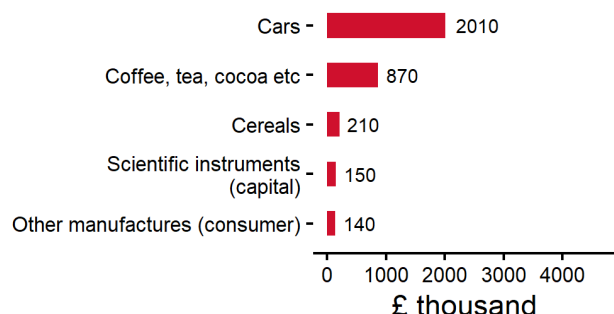 Cars 2010
Coffee, tea, cocoa etc 870
Cereals 210
Scientific instruments
(capital) 150
Other manufactures (consumer) 140
0 1000 2000 3000 4000
£ thousand